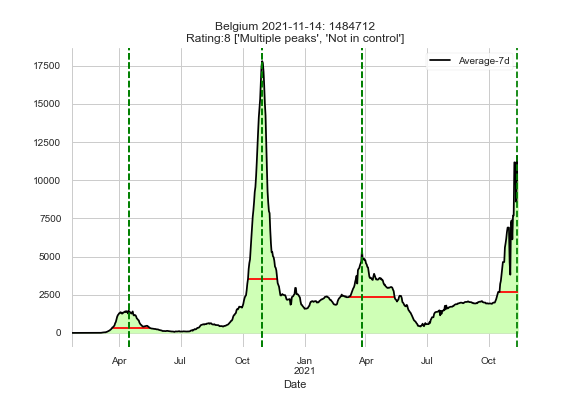 Belgium 2021-11-14: 1484712
Rating:8 ['Multiple peaks', 'Not in control']
Average-7d
17500
15000
12500
10000
7500
5000
2500
0
Apr Jul Oct Jan Apr Jul Oct
2021
Date